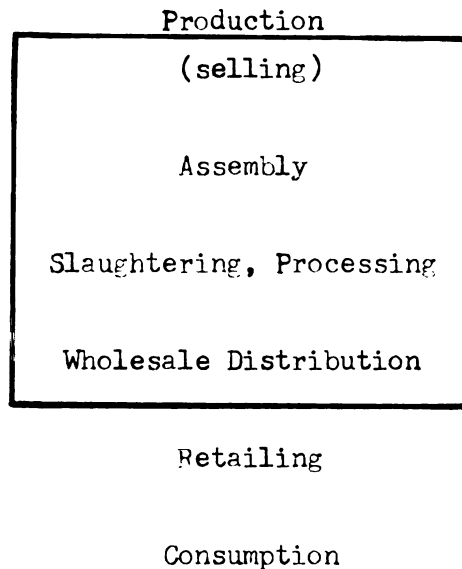 Production
(selling)
Assembly
Slaughtering, Processing
Wholesale Distribution
Retailing
Consumption